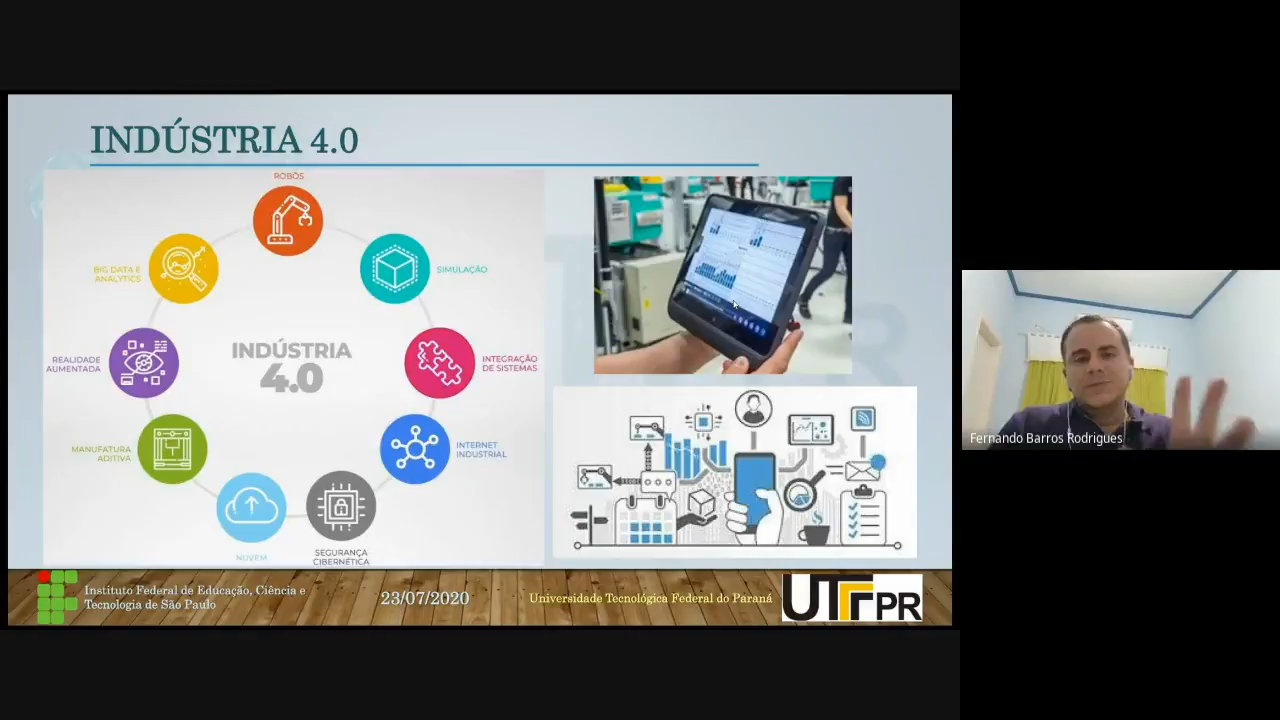 INDÚSTRIA 4.0
ROBÔS
BIG DATA E
ANALYTICS
SIMULAÇÃO
REALIDADE
AUMENTADA
INDÚSTRIA
4.0
INTEGRAÇÃO
DE SISTEMAS
MANUFATURA
ADITIVA
INTERNET
INDUSTRIAL
NUVEM
SEGURANÇA
CIBERNÉTICA
Instituto Federal de Educação, Ciência e
Tecnologia de São Paulo
23/07/2020
Universidade Tecnológica Federal do Paraná
UTFPR
Fernando Barros Rodrigues